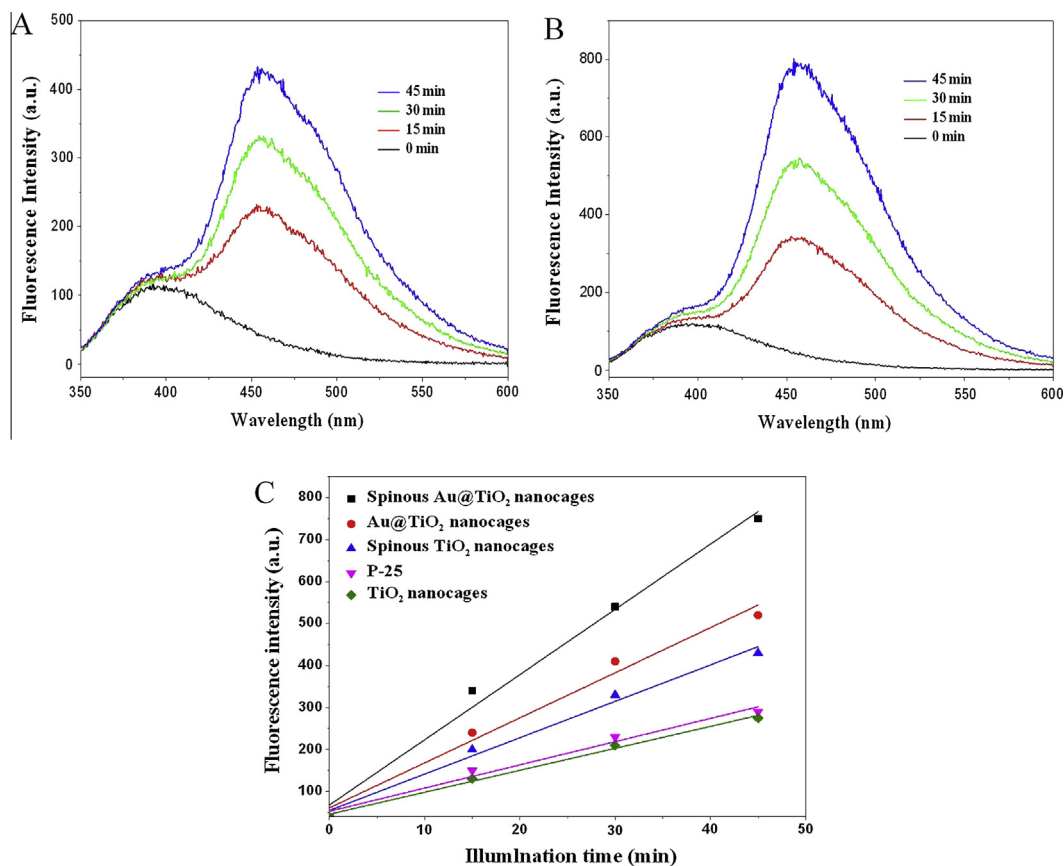 A
500
400
300
200
100
0
350
400
450
500
550
600
Fluorescence Intensity (a.u.)
Wavelength (nm)
45 min
30 min
15 min
0 min
B
800
600
400
200
0
350
400
450
500
550
600
Fluorescence Intensity (a.u.)
Wavelength (nm)
45 min
30 min
15 min
0 min
C
800
700
600
500
400
300
200
100
0
10
20
30
40
50
Fluorescence intensity (a.u.)
IllumInation time (min)
Spinous Au@TiO₂ nanocages
Au@TiO₂ nanocages
Spinous TiO₂ nanocages
P-25
TiO₂ nanocages